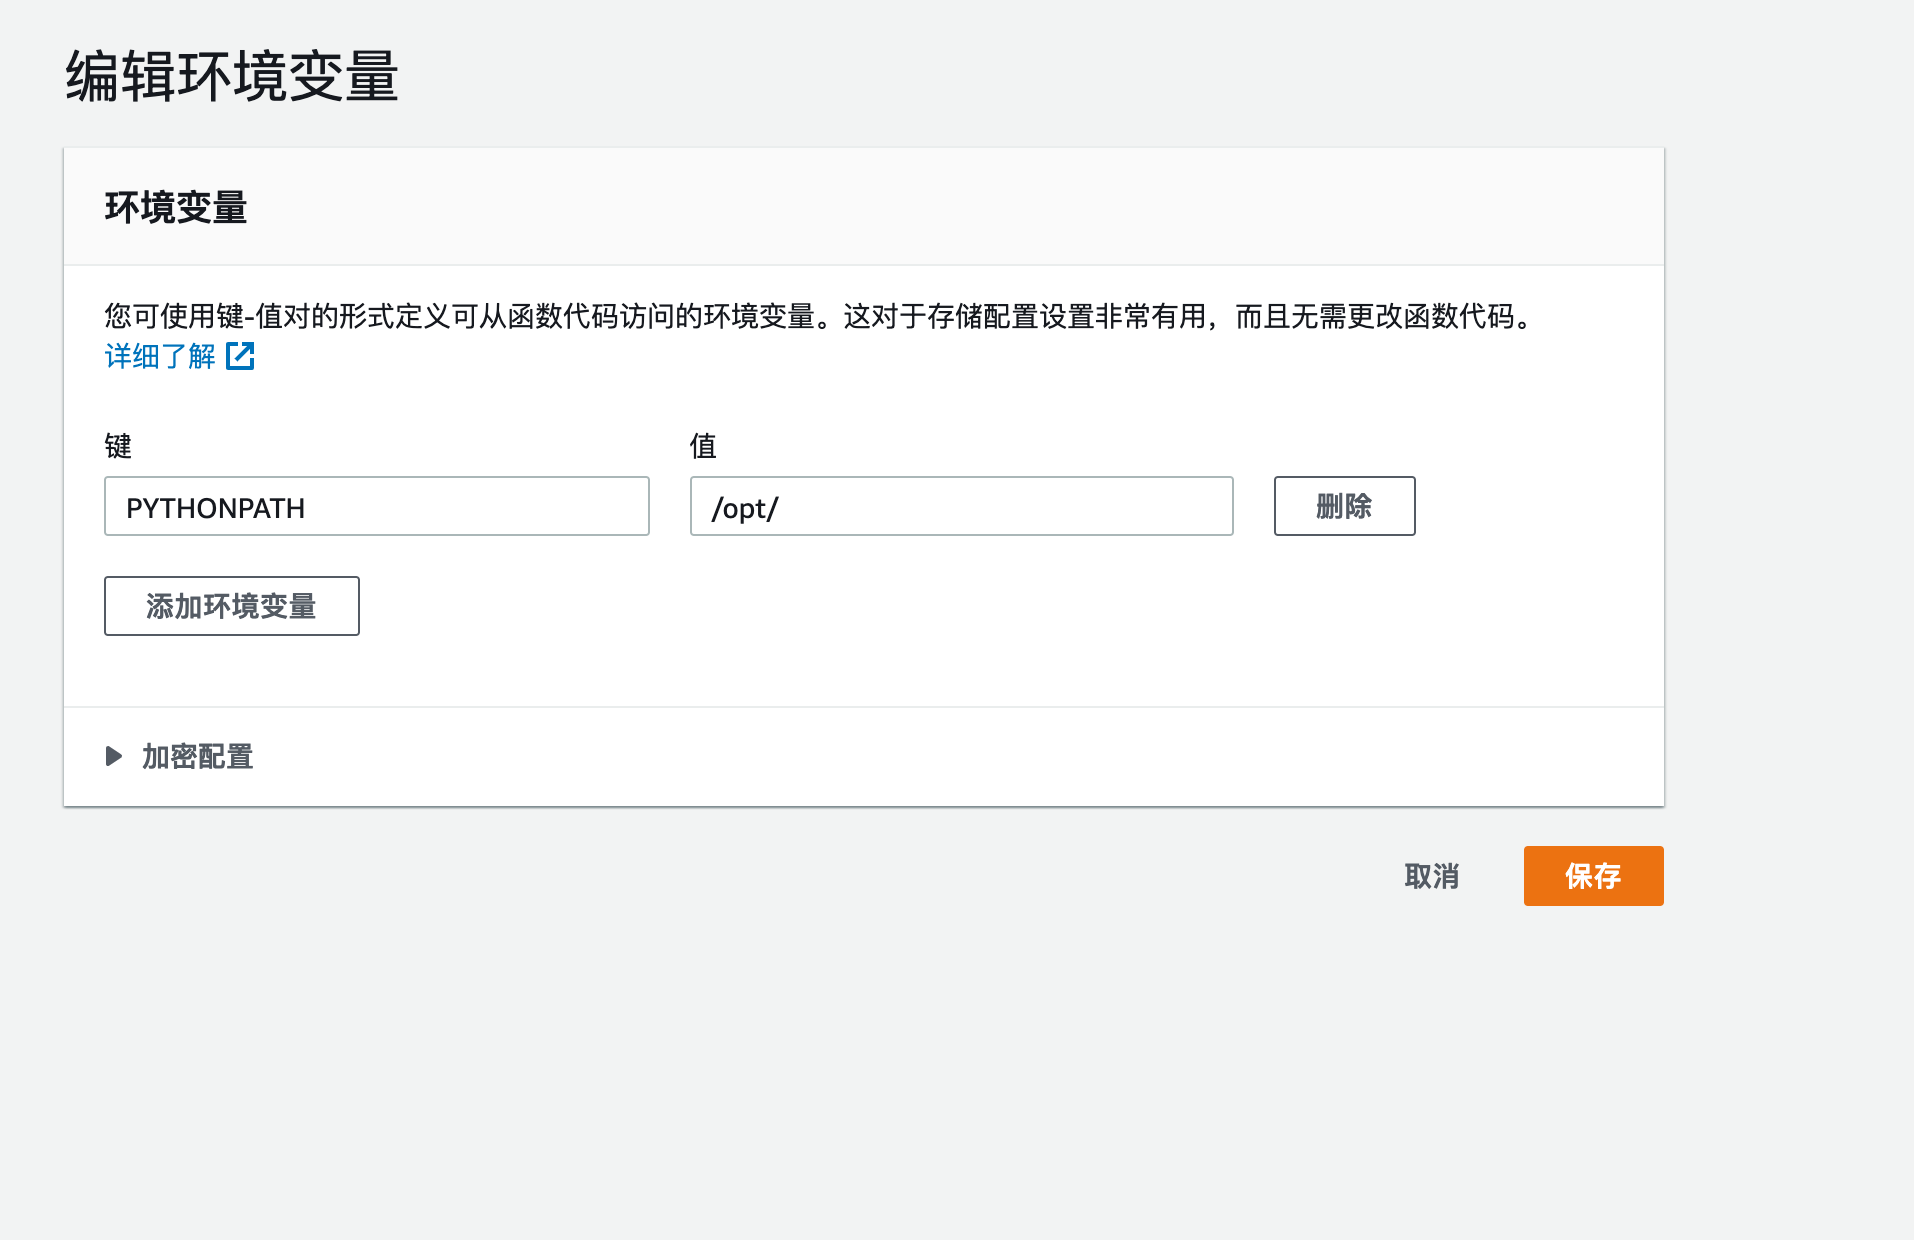 编辑环境变量
环境变量
您可使用键-值对的形式定义可从函数代码访问的环境变量。这对于存储配置设置非常有用，而且无需更改函数代码。
详细了解
键 值
PYTHONPATH /opt/ 删除
添加环境变量
加密配置
取消 保存